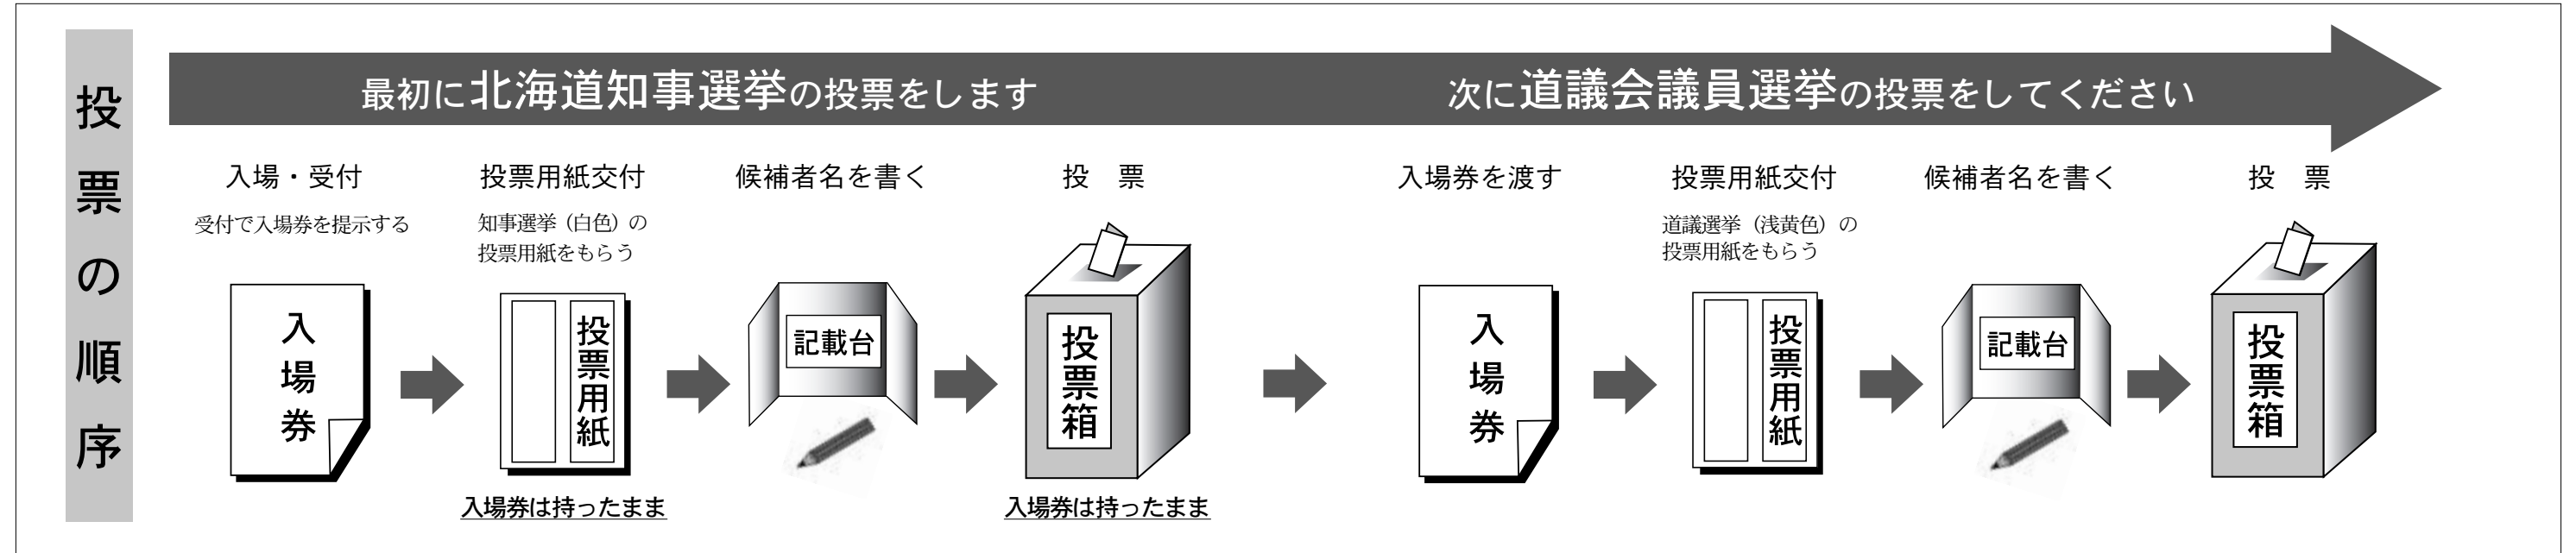 投票の順序
最初に北海道知事選挙の投票をします
次に道議会議員選挙の投票をしてください
入場・受付
受付で入場券を提示する
入場券
投票用紙交付
知事選挙（白色）の
投票用紙をもらう
投票用紙
入場券は持ったまま
候補者名を書く
記載台
投　票
投票箱
入場券は持ったまま
入場券を渡す
入場券
投票用紙交付
道議選挙（浅黄色）の
投票用紙をもらう
投票用紙
候補者名を書く
記載台
投　票
投票箱